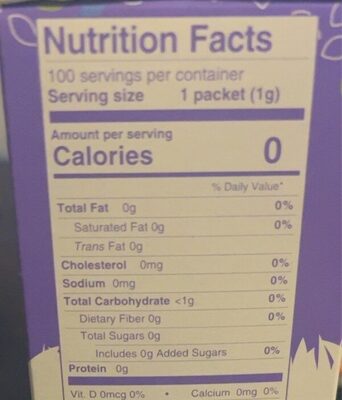 Nutrition Facts
100 servings per container
Serving size 1 packet (1g)
Amount per serving
Calories 0
% Daily Value*
Total Fat 0g 0%
Saturated Fat 0g 0%
Trans Fat 0g
Cholesterol 0mg 0%
Sodium 0mg 0%
Total Carbohydrate <1g 0%
Dietary Fiber 0g 0%
Total Sugars 0g
Includes 0g Added Sugars 0%
Protein 0g
Vit. D 0mcg 0% • Calcium 0mg 0%